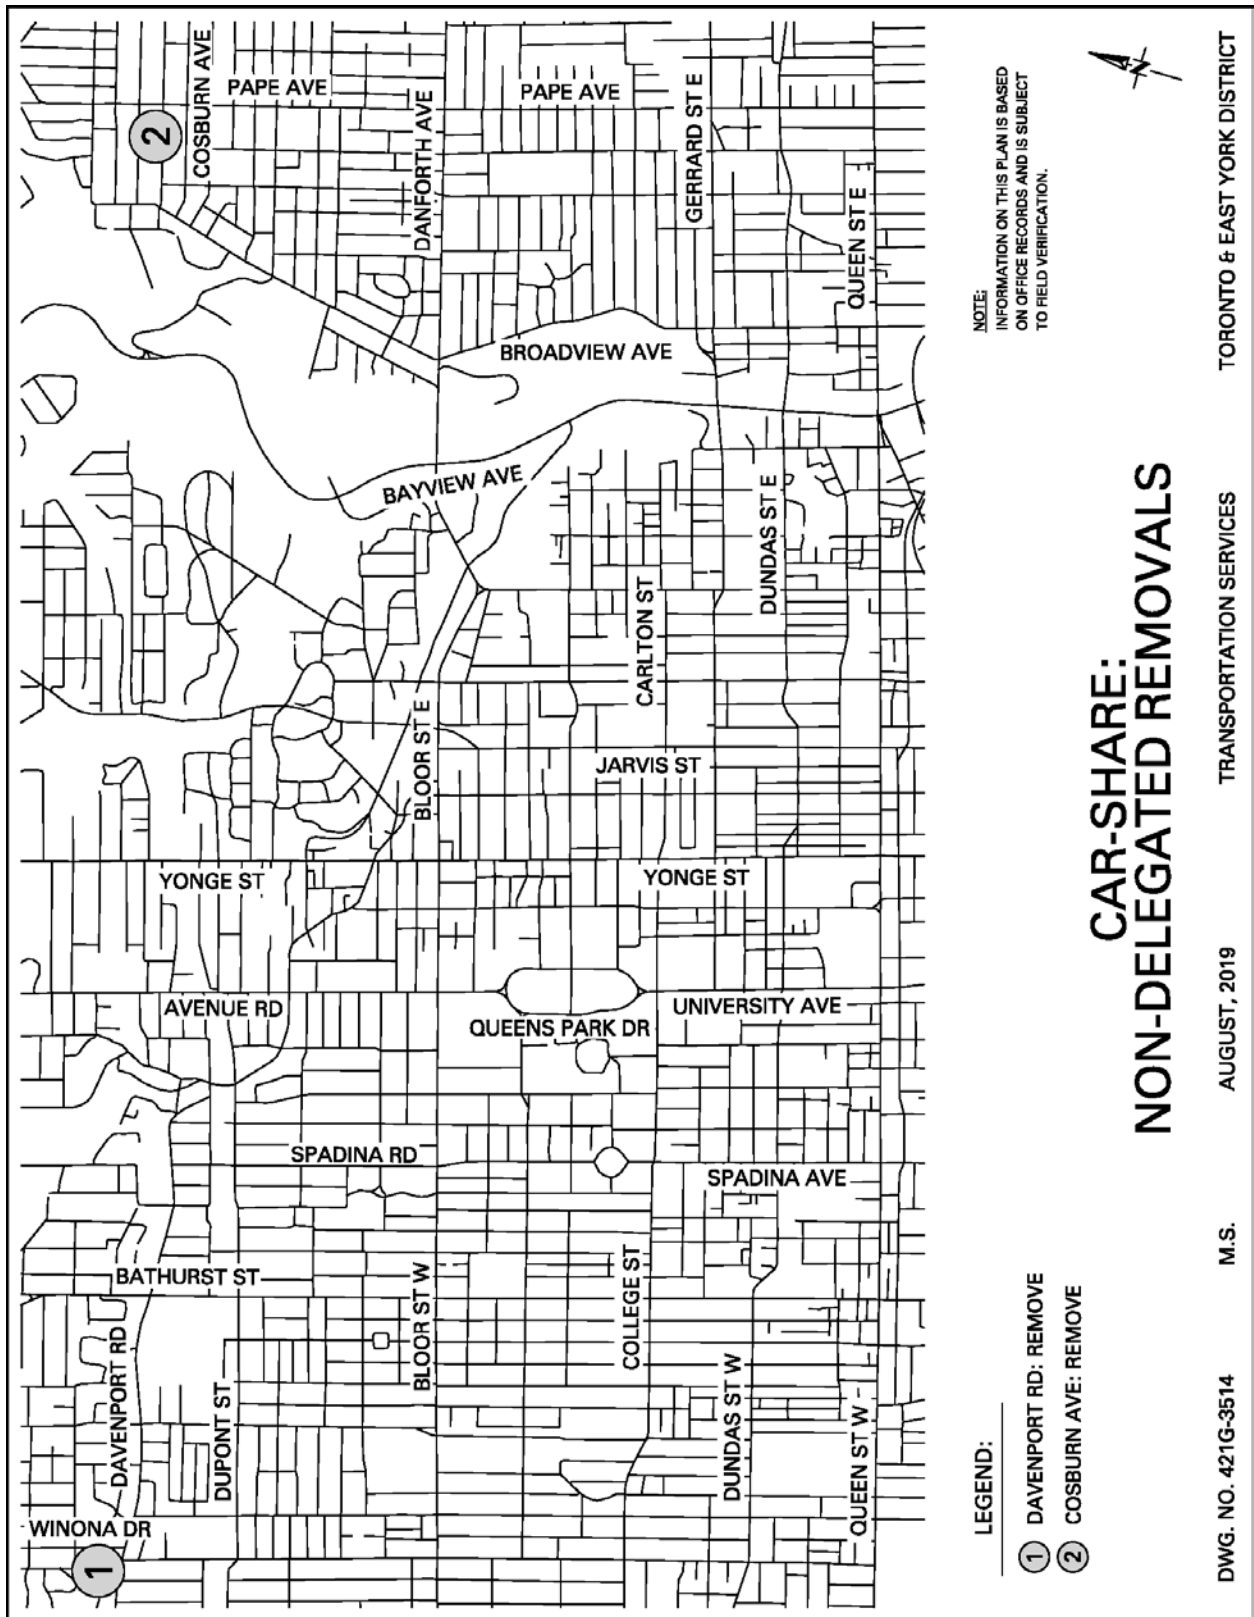 WINONA DR
DAVENPORT RD
DUPONT ST
BATHURST ST
BLOOR ST W
COLLEGE ST
DUNDAS ST W
QUEEN ST W
SPADINA RD
SPADINA AVE
AVENUE RD
QUEENS PARK DR
UNIVERSITY AVE
YONGE ST
YONGE ST
BLOOR ST E
JARVIS ST
CARLTON ST
DUNDAS ST E
BAYVIEW AVE
BROADVIEW AVE
DANFORTH AVE
GERRARD ST E
QUEEN ST E
COSBURN AVE
PAPE AVE
PAPE AVE
1
2
N
LEGEND:
1 DAVENPORT RD: REMOVE
2 COSBURN AVE: REMOVE
NOTE:
INFORMATION ON THIS PLAN IS BASED
ON OFFICE RECORDS AND IS SUBJECT
TO FIELD VERIFICATION.
CAR-SHARE:
NON-DELEGATED REMOVALS
DWG. NO. 421G-3514
M.S.
AUGUST, 2019
TRANSPORTATION SERVICES
TORONTO & EAST YORK DISTRICT